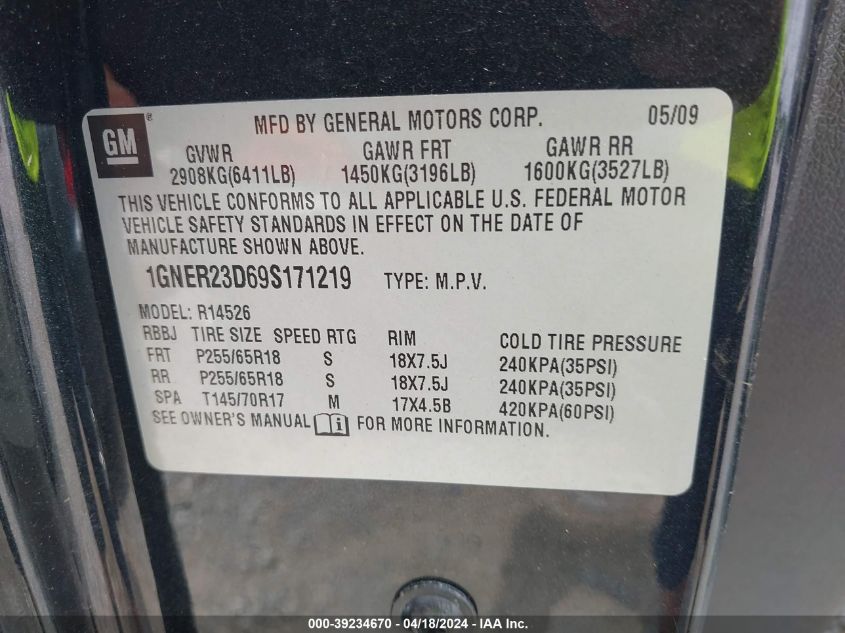 GM ® MFD BY GENERAL MOTORS CORP. 05/09
GVWR GAWR FRT GAWR RR
2908KG(6411LB) 1450KG(3196LB) 1600KG(3527LB)
THIS VEHICLE CONFORMS TO ALL APPLICABLE U.S. FEDERAL MOTOR
VEHICLE SAFETY STANDARDS IN EFFECT ON THE DATE OF
MANUFACTURE SHOWN ABOVE.
1GNER23D69S171219 TYPE: M.P.V.
MODEL: R14526
RBBJ TIRE SIZE SPEED RTG RIM COLD TIRE PRESSURE
FRT P255/65R18 S 18X7.5J 240KPA(35PSI)
RR P255/65R18 S 18X7.5J 240KPA(35PSI)
SPA T145/70R17 M 17X4.5B 420KPA(60PSI)
SEE OWNER'S MANUAL i FOR MORE INFORMATION.
000-39234670 - 04/18/2024 - IAA Inc.